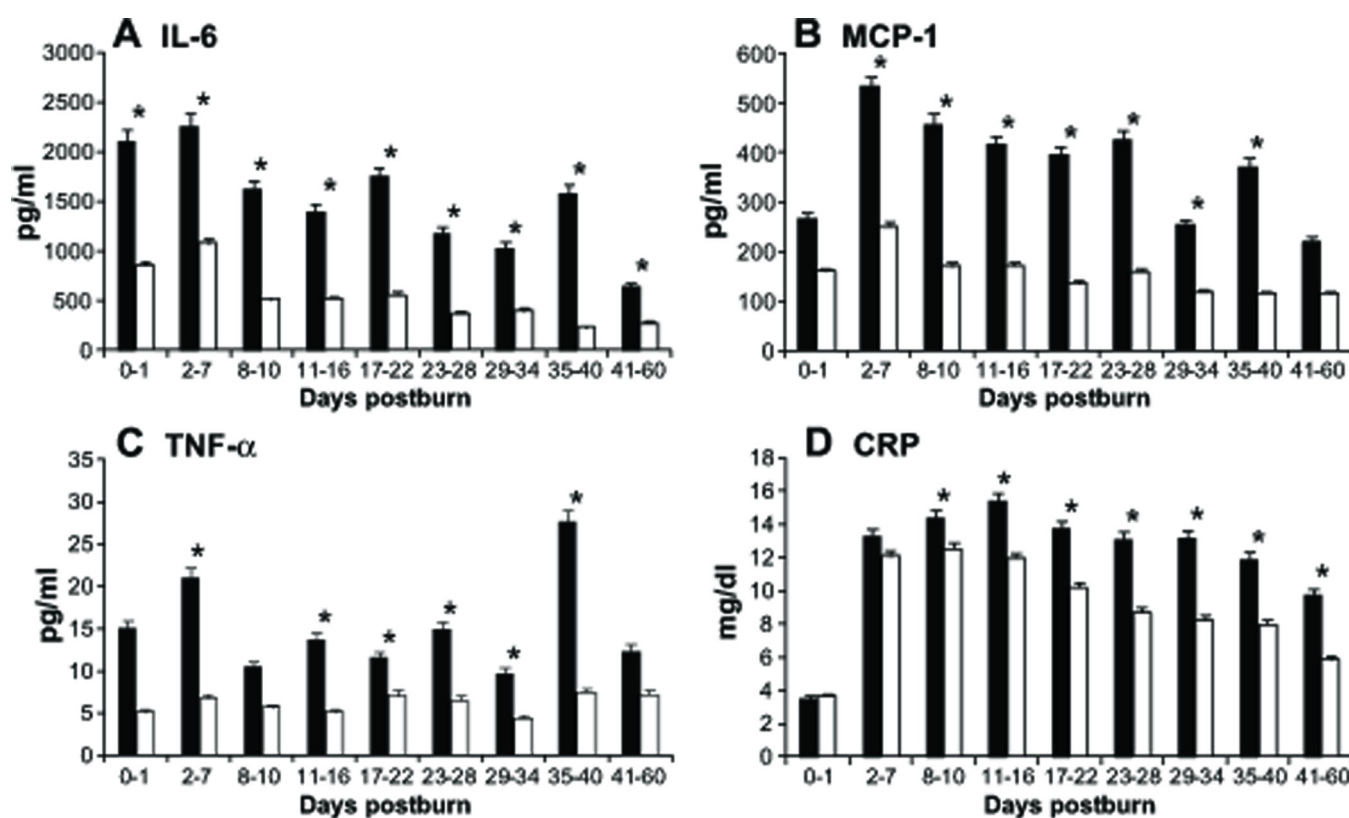 A IL-6
3000
2500
2000
1500
1000
500
0
pg/ml
* * * * * * * * *
0-1 2-7 8-10 11-16 17-22 23-28 29-34 35-40 41-60
Days postburn
B MCP-1
600
500
400
300
200
100
0
pg/ml
* * * * * * *
0-1 2-7 8-10 11-16 17-22 23-28 29-34 35-40 41-60
Days postburn
C TNF-α
35
30
25
20
15
10
5
0
pg/ml
* * * * * *
0-1 2-7 8-10 11-16 17-22 23-28 29-34 35-40 41-60
Days postburn
D CRP
18
16
14
12
10
8
6
4
2
0
mg/dl
* * * * * * *
0-1 2-7 8-10 11-16 17-22 23-28 29-34 35-40 41-60
Days postburn